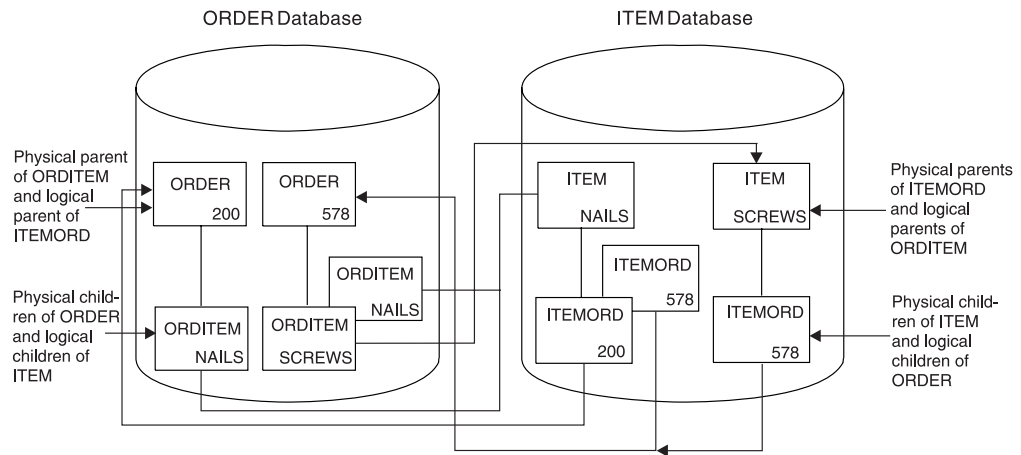 ORDER Database
ITEM Database
Physical parent
of ORDITEM
and logical
parent of
ITEMORD
ORDER
200
ORDER
578
ITEM
NAILS
ITEM
SCREWS
Physical parents
of ITEMORD
and logical
parents of
ORDITEM
ORDITEM
NAILS
ITEMORD
578
Physical child-
ren of ORDER
and logical
children of
ITEM
ORDITEM
NAILS
ORDITEM
SCREWS
ITEMORD
200
ITEMORD
578
Physical child-
ren of ITEM
and logical
children of
ORDER